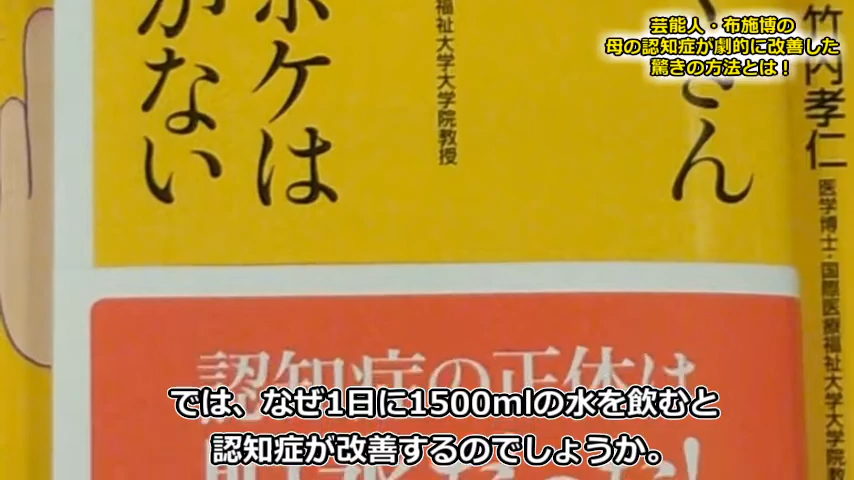 芸能人・布施博の
母の認知症が劇的に改善した
驚きの方法とは！
竹内孝仁
医学博士・国際医療福祉大学大学院教
さん
福祉大学大学院教授
ボケは
がない
認知症の正体は
では、なぜ1日に1500mlの水を飲むと
認知症が改善するのでしょうか。